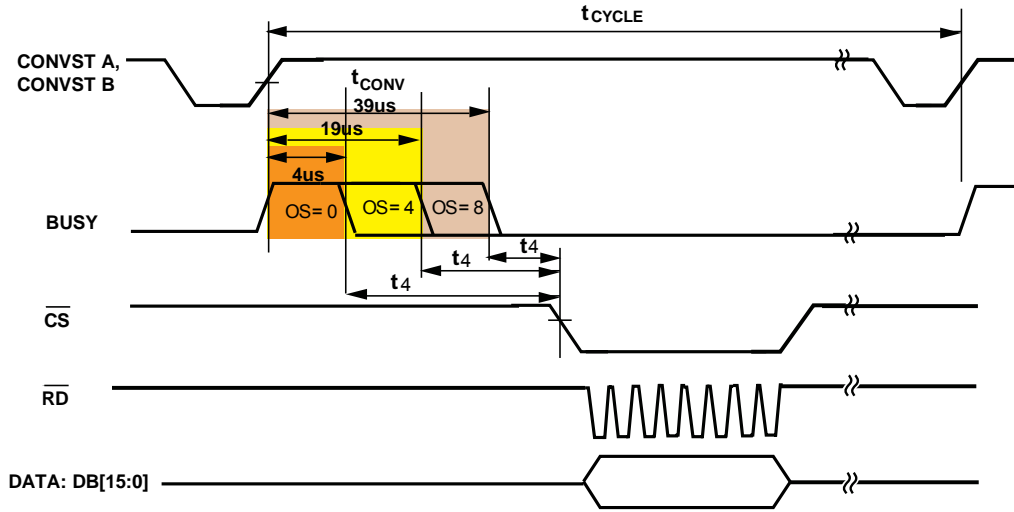 tCYCLE
CONVST A,
CONVST B
tCONV
39us
19us
4us
BUSY
OS= 0
OS= 4
OS= 8
t4
t4
t4
CS
RD
DATA: DB[15:0]